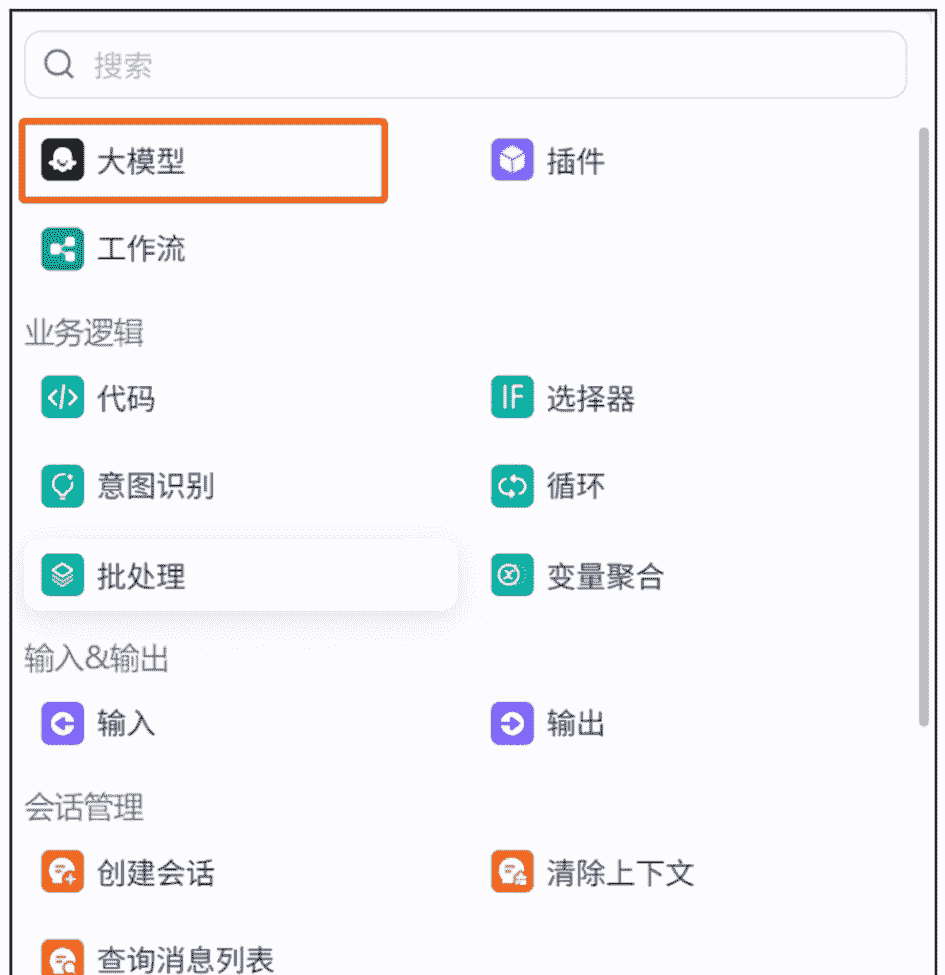 搜索
大模型
插件
工作流
业务逻辑
代码
IF 选择器
意图识别
循环
批处理
变量聚合
输入&输出
输入
输出
会话管理
创建会话
清除上下文
查询消息列表